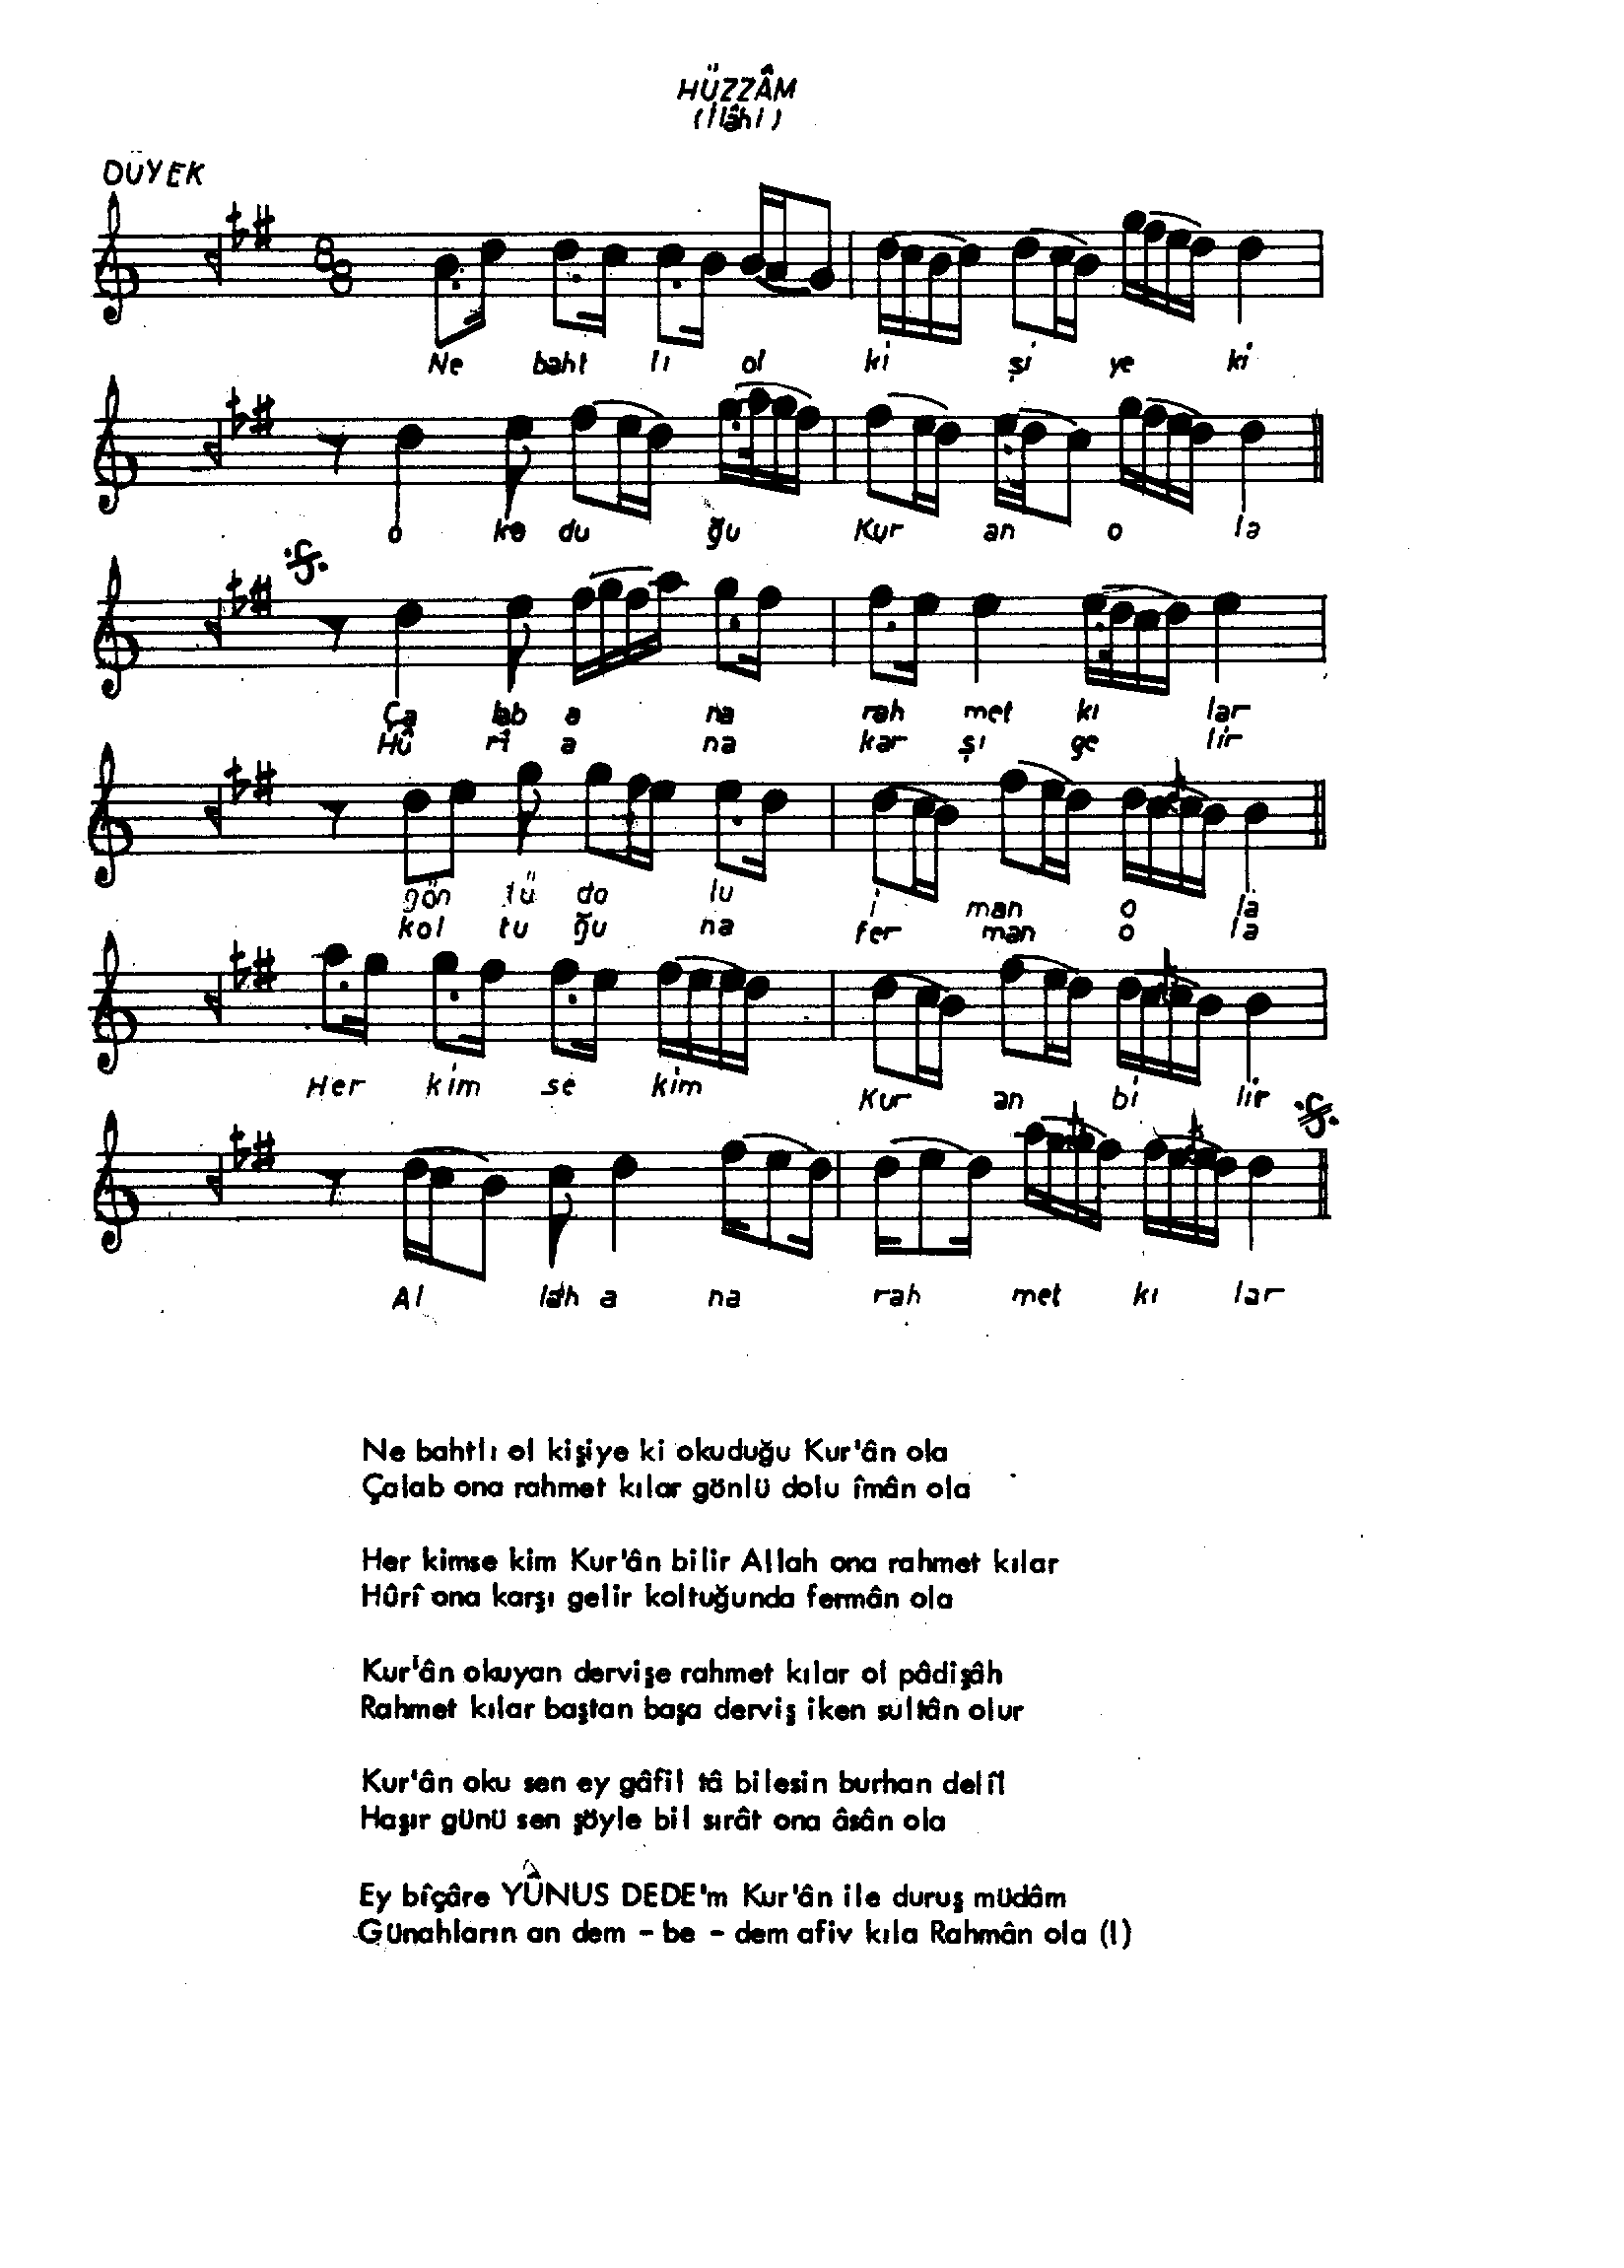 HÜZZÂM
(İlâhi)
DÜYEK
8
8
Ne baht lı ol ki şi ye ki
o ku du ğu Kur an o la
Ça lab a na rah met kı lar
Hû rî a na kar şı ge lir
gön lü do lu i man o la
kol tu ğu na fer man o la
Her kim se kim Kur an bi lir
Al lah a na rah met kı lar
Ne bahtlı ol kişiye ki okuduğu Kur'ân ola
Çalab ona rahmet kılar gönlü dolu îmân ola
Her kimse kim Kur'ân bilir Allah ona rahmet kılar
Hûrî ona karşı gelir koltuğunda fermân ola
Kur'ân okuyan dervişe rahmet kılar ol pâdişâh
Rahmet kılar baştan başa derviş iken sultân olur
Kur'ân oku sen ey gâfil tâ bilesin burhan delîl
Haşır günü sen şöyle bil sırât ona âsân ola
Ey bîçâre YÛNUS DEDE'm Kur'ân ile duruş müdâm
Günahların an dem - be - dem afiv kıla Rahmân ola (I)